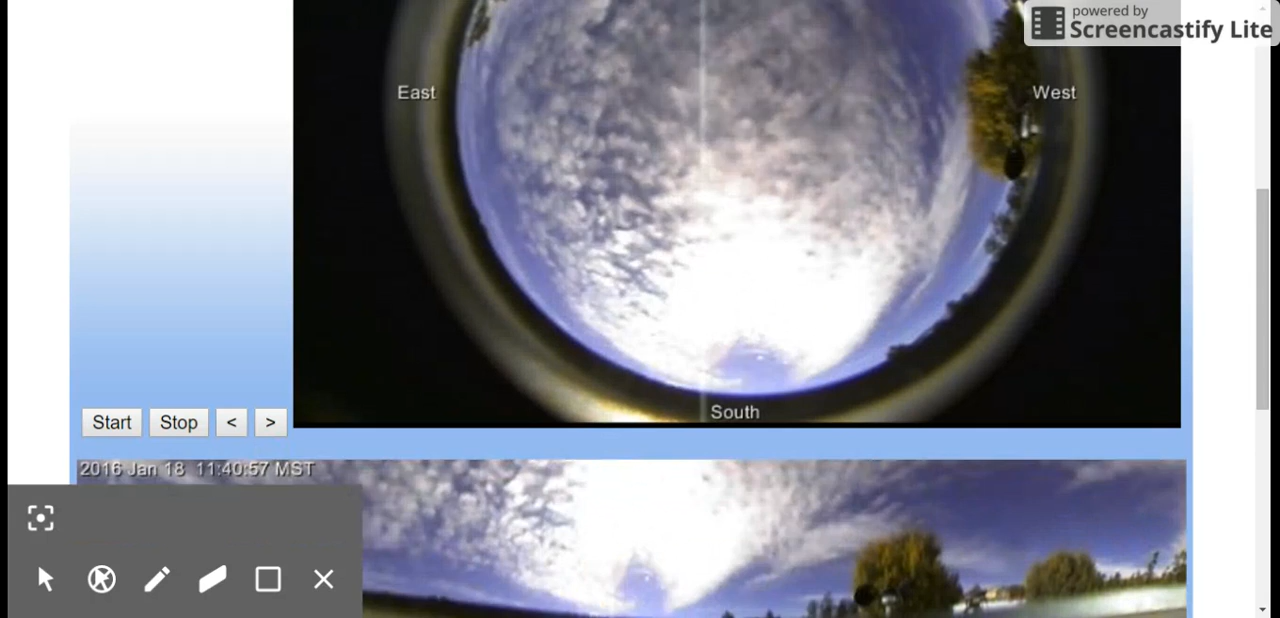 powered by
Screencastify Lite
East
West
South
Start Stop < >
2016 Jan 18 11:40:57 MST